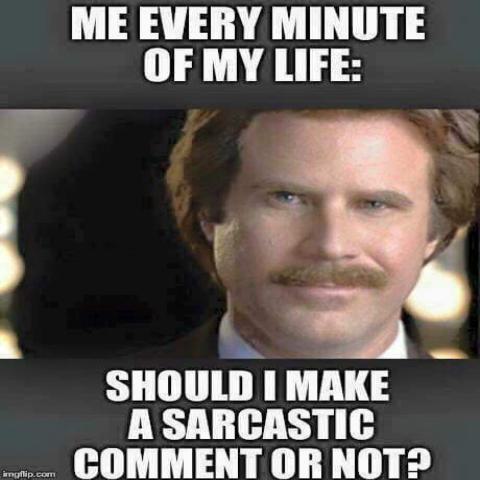 ME EVERY MINUTE
OF MY LIFE:
SHOULD I MAKE
A SARCASTIC
COMMENT OR NOT?
imgflip.com